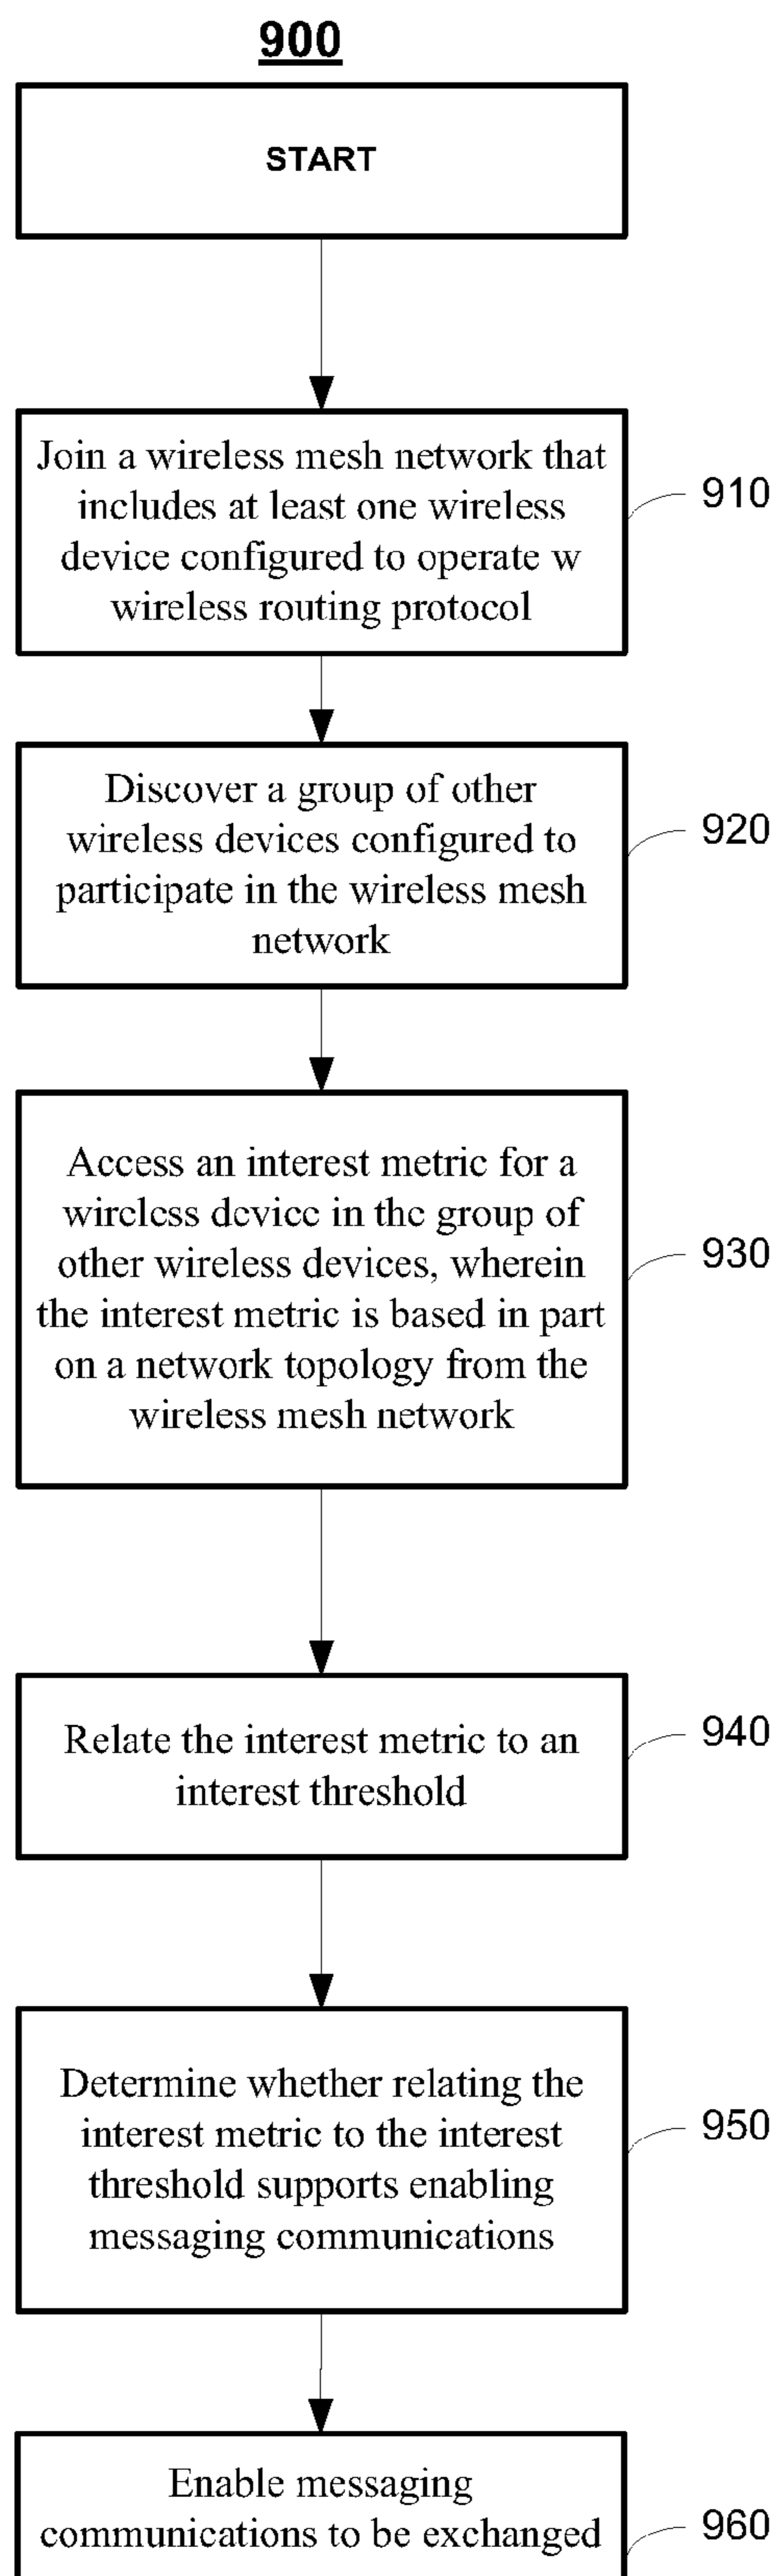 900
START
Join a wireless mesh network that
includes at least one wireless
device configured to operate w
wireless routing protocol
910
Discover a group of other
wireless devices configured to
participate in the wireless mesh
network
920
Access an interest metric for a
wireless device in the group of
other wireless devices, wherein
the interest metric is based in part
on a network topology from the
wireless mesh network
930
Relate the interest metric to an
interest threshold
940
Determine whether relating the
interest metric to the interest
threshold supports enabling
messaging communications
950
Enable messaging
communications to be exchanged
960